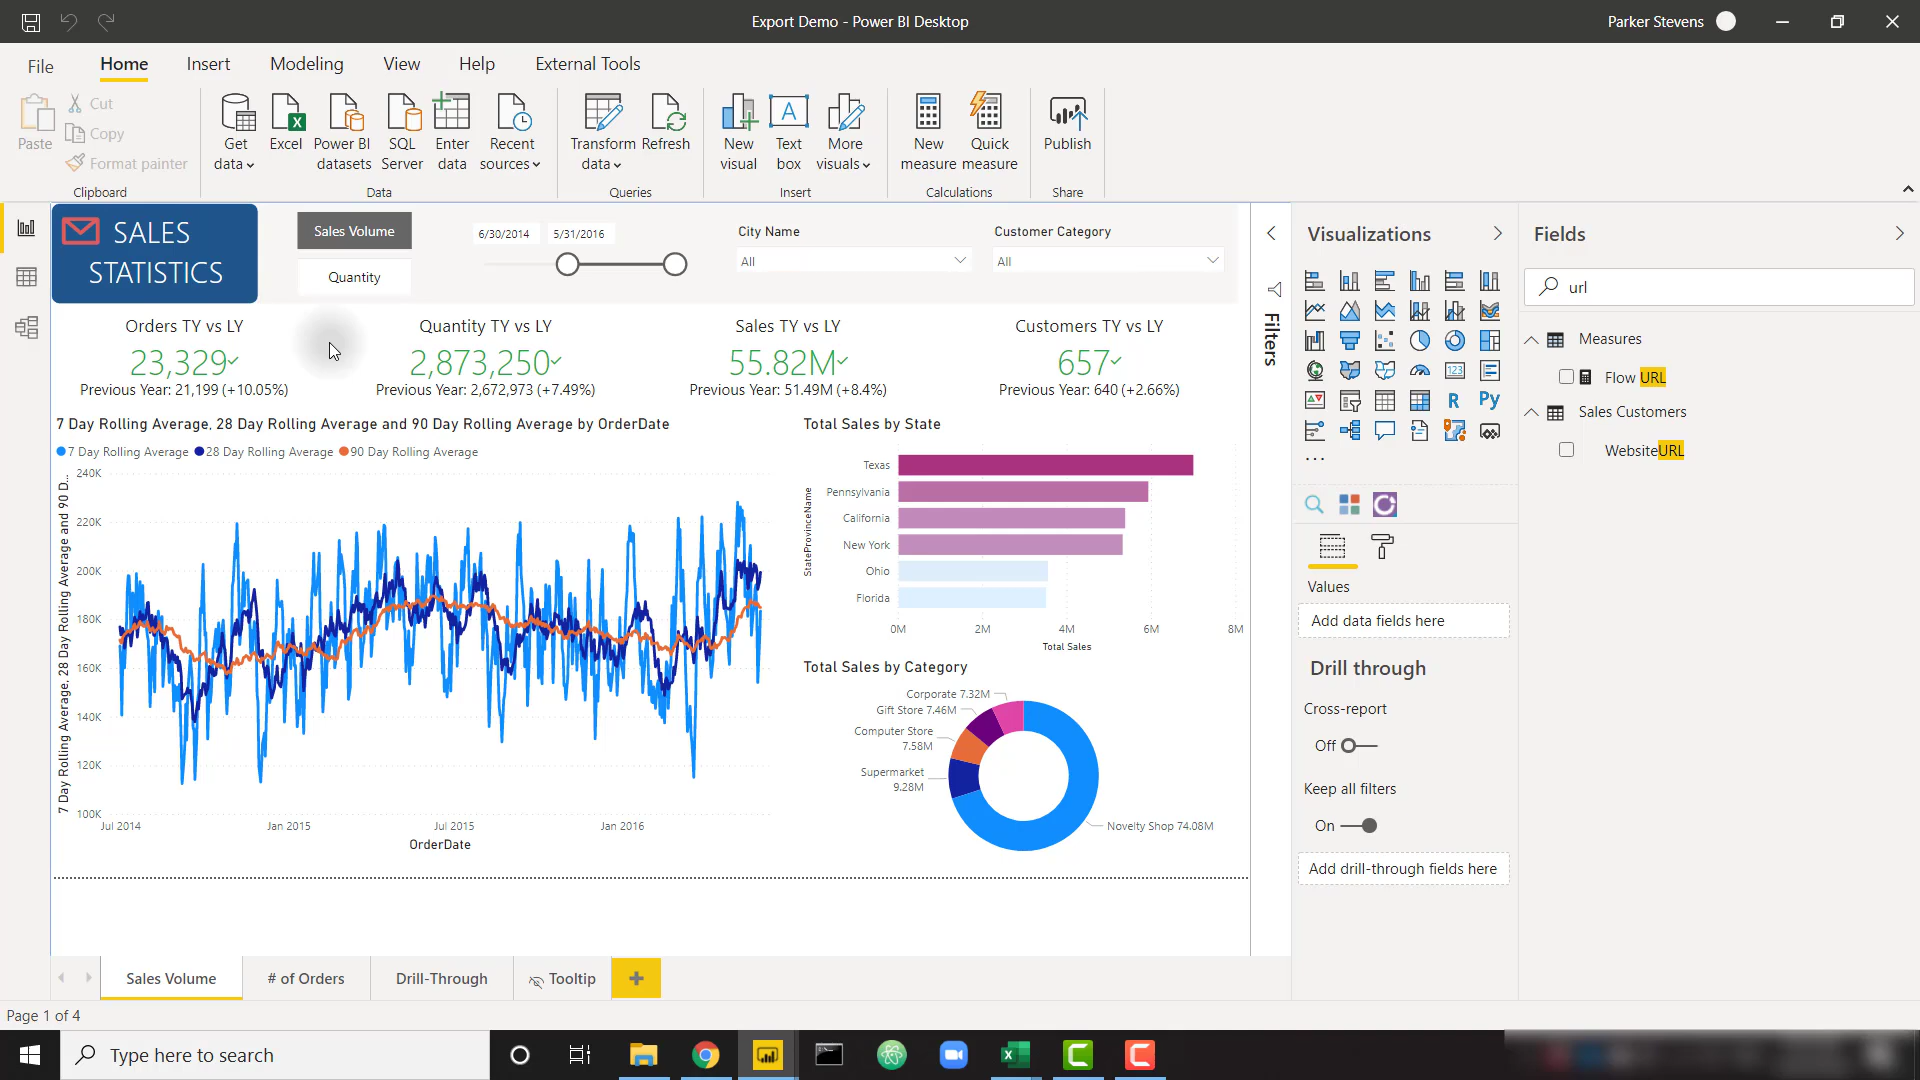 Export Demo - Power BI Desktop
Parker Stevens
File
Home
Insert
Modeling
View
Help
External Tools
Paste
Cut
Copy
Format painter
Clipboard
Get
data
Excel
Power BI
datasets
SQL
Server
Enter
data
Recent
sources
Data
Transform
data
Refresh
Queries
New
visual
A
Text
box
More
visuals
Insert
New
measure
Quick
measure
Calculations
Publish
Share
SALES
STATISTICS
Sales Volume
Quantity
6/30/2014
5/31/2016
City Name
All
Customer Category
All
Orders TY vs LY
23,329
Previous Year: 21,199 (+10.05%)
Quantity TY vs LY
2,873,250
Previous Year: 2,672,973 (+7.49%)
Sales TY vs LY
55.82M
Previous Year: 51.49M (+8.4%)
Customers TY vs LY
657
Previous Year: 640 (+2.66%)
7 Day Rolling Average, 28 Day Rolling Average and 90 Day Rolling Average by OrderDate
7 Day Rolling Average
28 Day Rolling Average
90 Day Rolling Average
7 Day Rolling Average, 28 Day Rolling Average and 90 D...
240K
220K
200K
180K
160K
140K
120K
100K
Jul 2014
Jan 2015
Jul 2015
Jan 2016
OrderDate
Total Sales by State
StateProvinceName
Texas
Pennsylvania
California
New York
Ohio
Florida
0M
2M
4M
6M
8M
Total Sales
Total Sales by Category
Corporate 7.32M
Gift Store 7.46M
Computer Store
7.58M
Supermarket
9.28M
Novelty Shop 74.08M
Filters
Visualizations
123
R
Py
...
Values
Add data fields here
Drill through
Cross-report
Off
Keep all filters
On
Add drill-through fields here
Fields
url
Measures
Flow URL
Sales Customers
WebsiteURL
Sales Volume
# of Orders
Drill-Through
Tooltip
+
Page 1 of 4
Type here to search